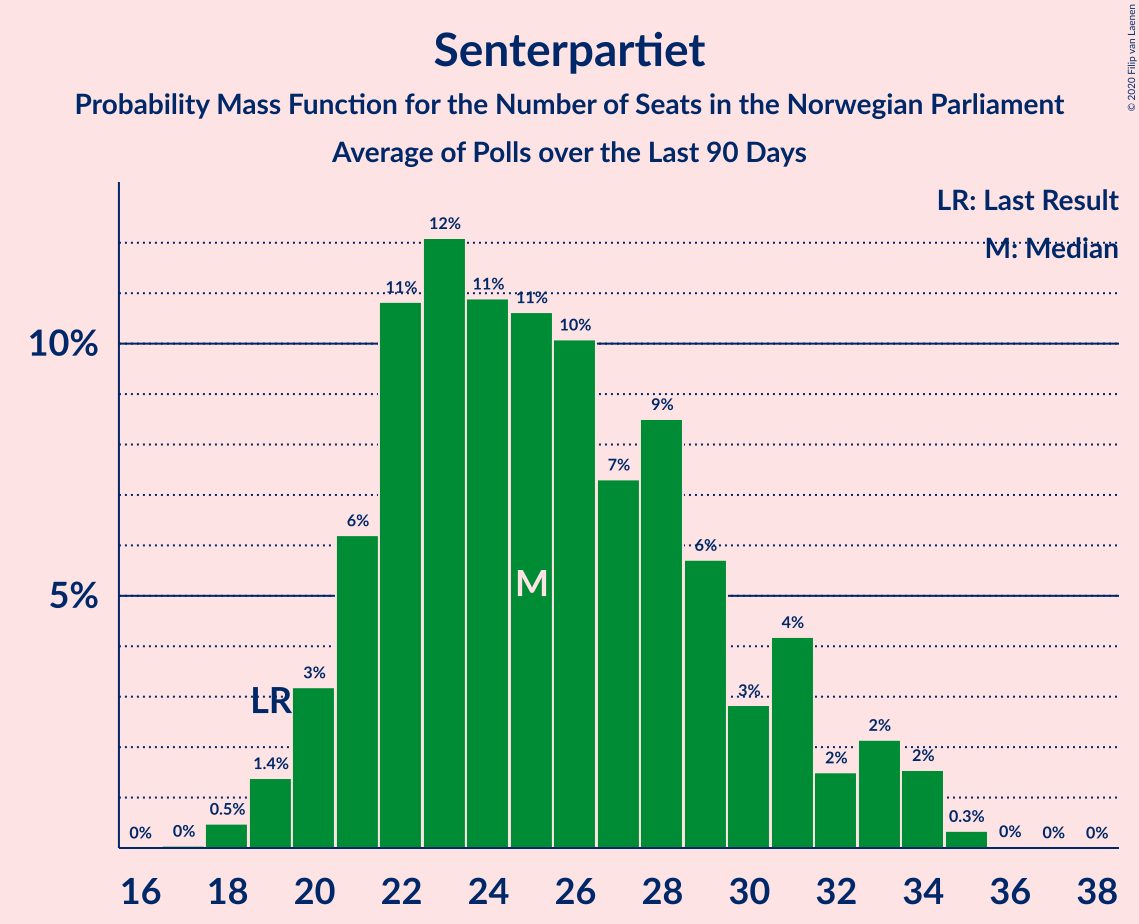 Senterpartiet
Probability Mass Function for the Number of Seats in the Norwegian Parliament
Average of Polls over the Last 90 Days
© 2020 Filip van Laenen
LR: Last Result
M: Median
10%
5%
0%
0%
0.5%
1.4%
3%
6%
11%
12%
11%
11%
10%
7%
9%
6%
3%
4%
2%
2%
2%
0.3%
0%
0%
0%
LR
M
16 18 20 22 24 26 28 30 32 34 36 38